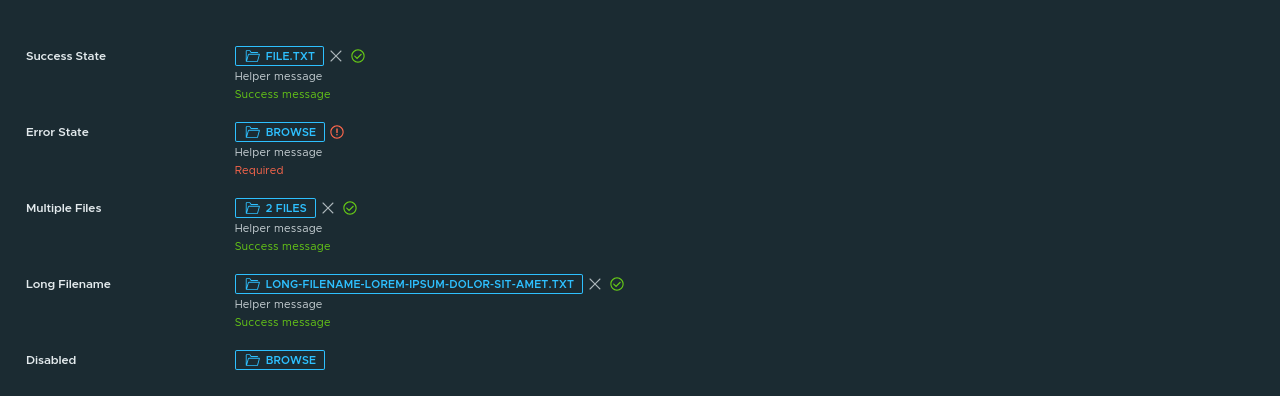 Success State
FILE.TXT
Helper message
Success message
Error State
BROWSE
Helper message
Required
Multiple Files
2 FILES
Helper message
Success message
Long Filename
LONG-FILENAME-LOREM-IPSUM-DOLOR-SIT-AMET.TXT
Helper message
Success message
Disabled
BROWSE